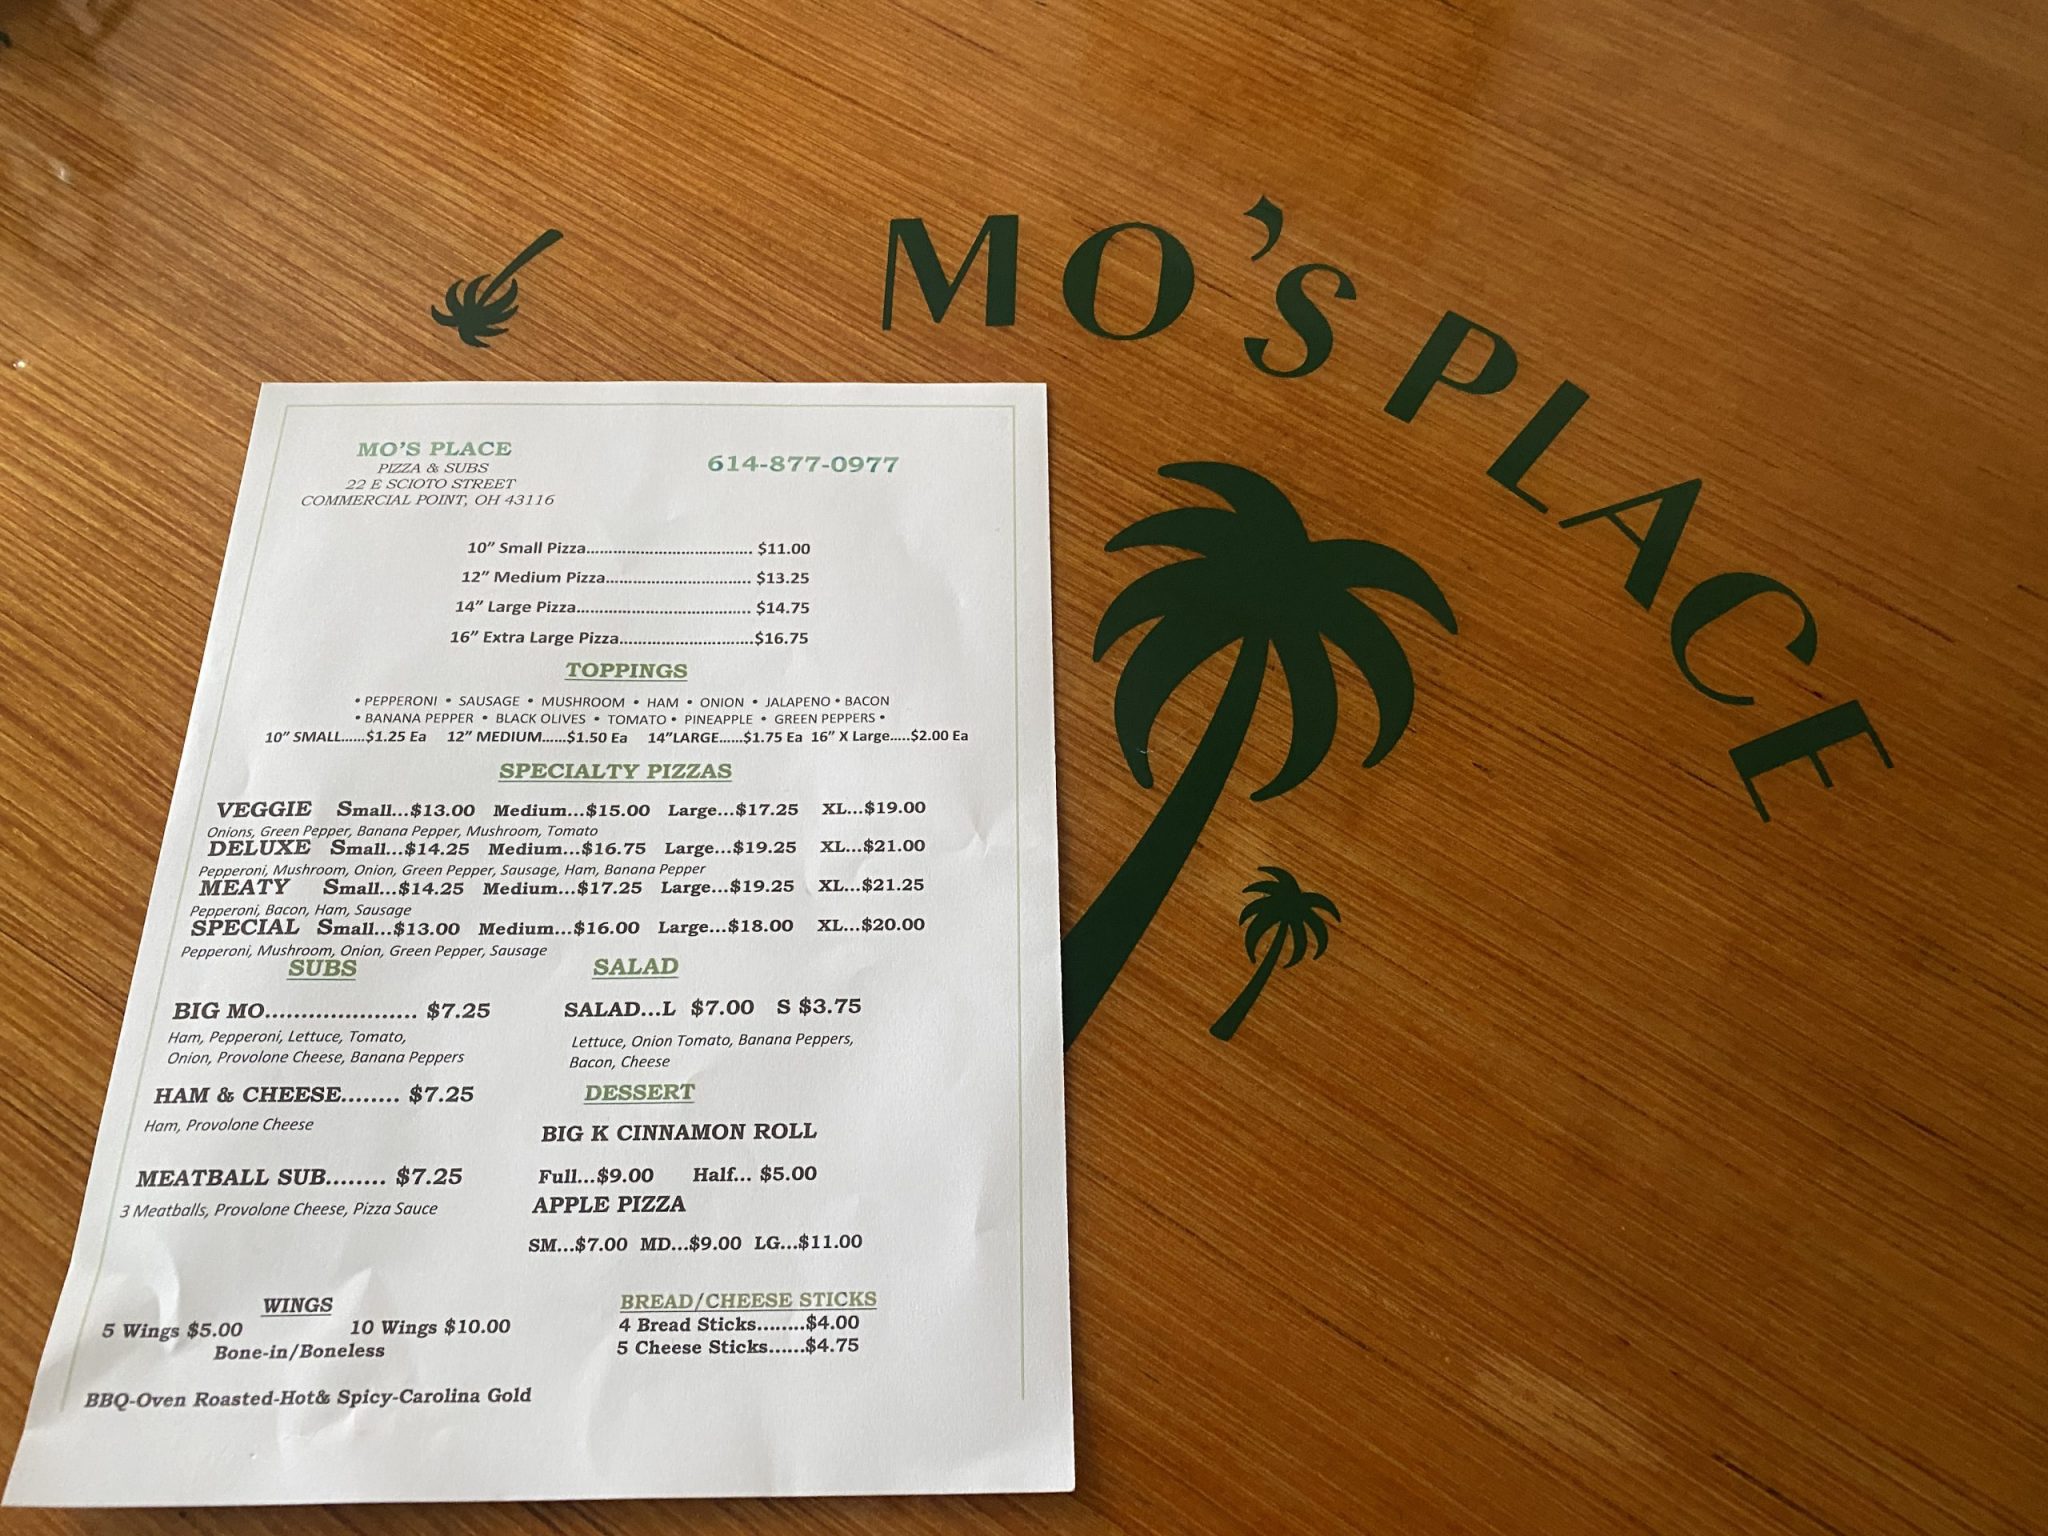 MO'S PLACE
MO'S PLACE
PIZZA & SUBS
22 E SCIOTO STREET
COMMERCIAL POINT, OH 43116
614-877-0977
10" Small Pizza...................................... $11.00
12" Medium Pizza................................. $13.25
14" Large Pizza........................................ $14.75
16" Extra Large Pizza...............................$16.75
TOPPINGS
• PEPPERONI • SAUSAGE • MUSHROOM • HAM • ONION • JALAPENO • BACON
• BANANA PEPPER • BLACK OLIVES • TOMATO • PINEAPPLE • GREEN PEPPERS •
10" SMALL......$1.25 Ea 12" MEDIUM......$1.50 Ea 14"LARGE......$1.75 Ea 16" X Large.....$2.00 Ea
SPECIALTY PIZZAS
VEGGIE Small...$13.00 Medium...$15.00 Large...$17.25 XL...$19.00
Onions, Green Pepper, Banana Pepper, Mushroom, Tomato
DELUXE Small...$14.25 Medium...$16.75 Large...$19.25 XL...$21.00
Pepperoni, Mushroom, Onion, Green Pepper, Sausage, Ham, Banana Pepper
MEATY Small...$14.25 Medium...$17.25 Large...$19.25 XL...$21.25
Pepperoni, Bacon, Ham, Sausage
SPECIAL Small...$13.00 Medium...$16.00 Large...$18.00 XL...$20.00
Pepperoni, Mushroom, Onion, Green Pepper, Sausage
SUBS
BIG MO..................... $7.25
Ham, Pepperoni, Lettuce, Tomato,
Onion, Provolone Cheese, Banana Peppers
HAM & CHEESE........ $7.25
Ham, Provolone Cheese
MEATBALL SUB........ $7.25
3 Meatballs, Provolone Cheese, Pizza Sauce
SALAD
SALAD...L $7.00 S $3.75
Lettuce, Onion Tomato, Banana Peppers,
Bacon, Cheese
DESSERT
BIG K CINNAMON ROLL
Full...$9.00 Half... $5.00
APPLE PIZZA
SM...$7.00 MD...$9.00 LG...$11.00
WINGS
5 Wings $5.00 10 Wings $10.00
Bone-in/Boneless
BBQ-Oven Roasted-Hot& Spicy-Carolina Gold
BREAD/CHEESE STICKS
4 Bread Sticks........$4.00
5 Cheese Sticks......$4.75